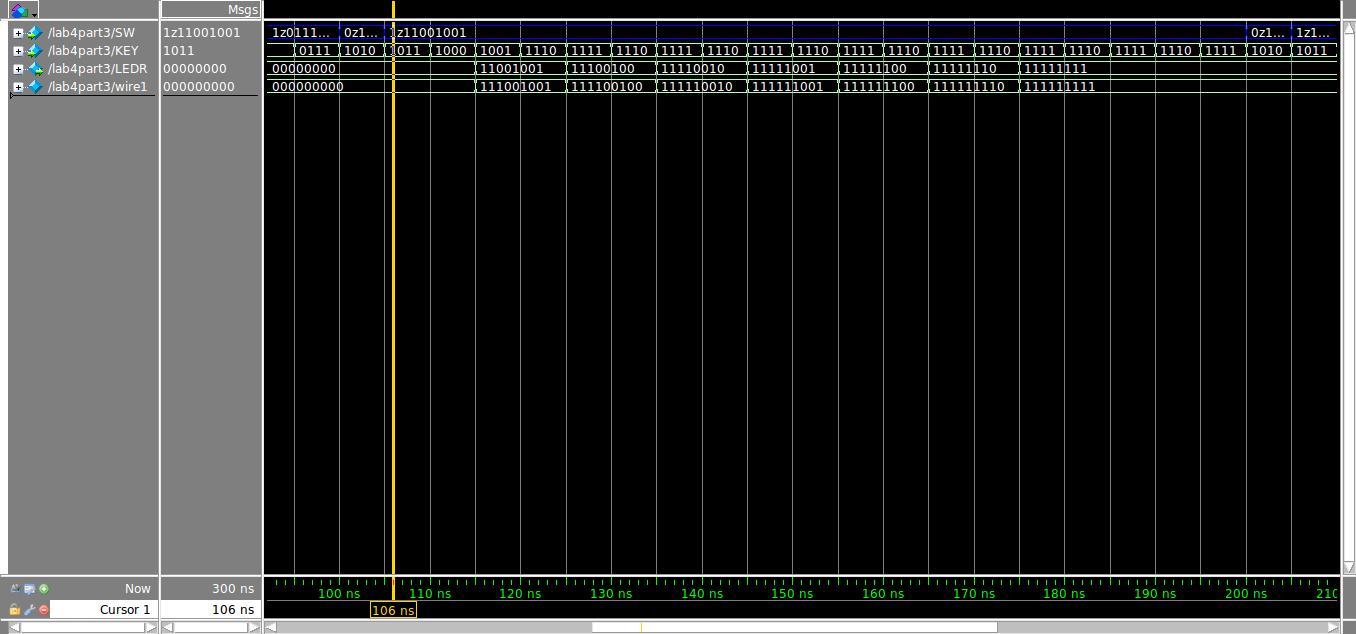 Msgs
/lab4part3/SW 1z11001001 1z0111... 0z1... 1z11001001 0z1... 1z1...
/lab4part3/KEY 1011 0111 1010 1011 1000 1001 1110 1111 1110 1111 1110 1111 1110 1111 1110 1111 1110 1111 1110 1111 1110 1111 1010 1011
/lab4part3/LEDR 00000000 00000000 11001001 11100100 11110010 11111001 11111100 11111110 11111111
/lab4part3/wire1 000000000 000000000 111001001 111100100 111110010 111111001 111111100 111111110 111111111
Now 300 ns 100 ns 110 ns 120 ns 130 ns 140 ns 150 ns 160 ns 170 ns 180 ns 190 ns 200 ns 210
Cursor 1 106 ns 106 ns